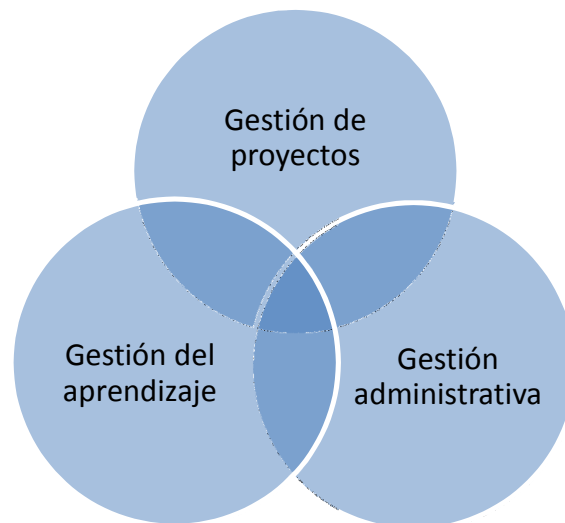 Gestión de
proyectos
Gestión del
aprendizaje
Gestión
administrativa